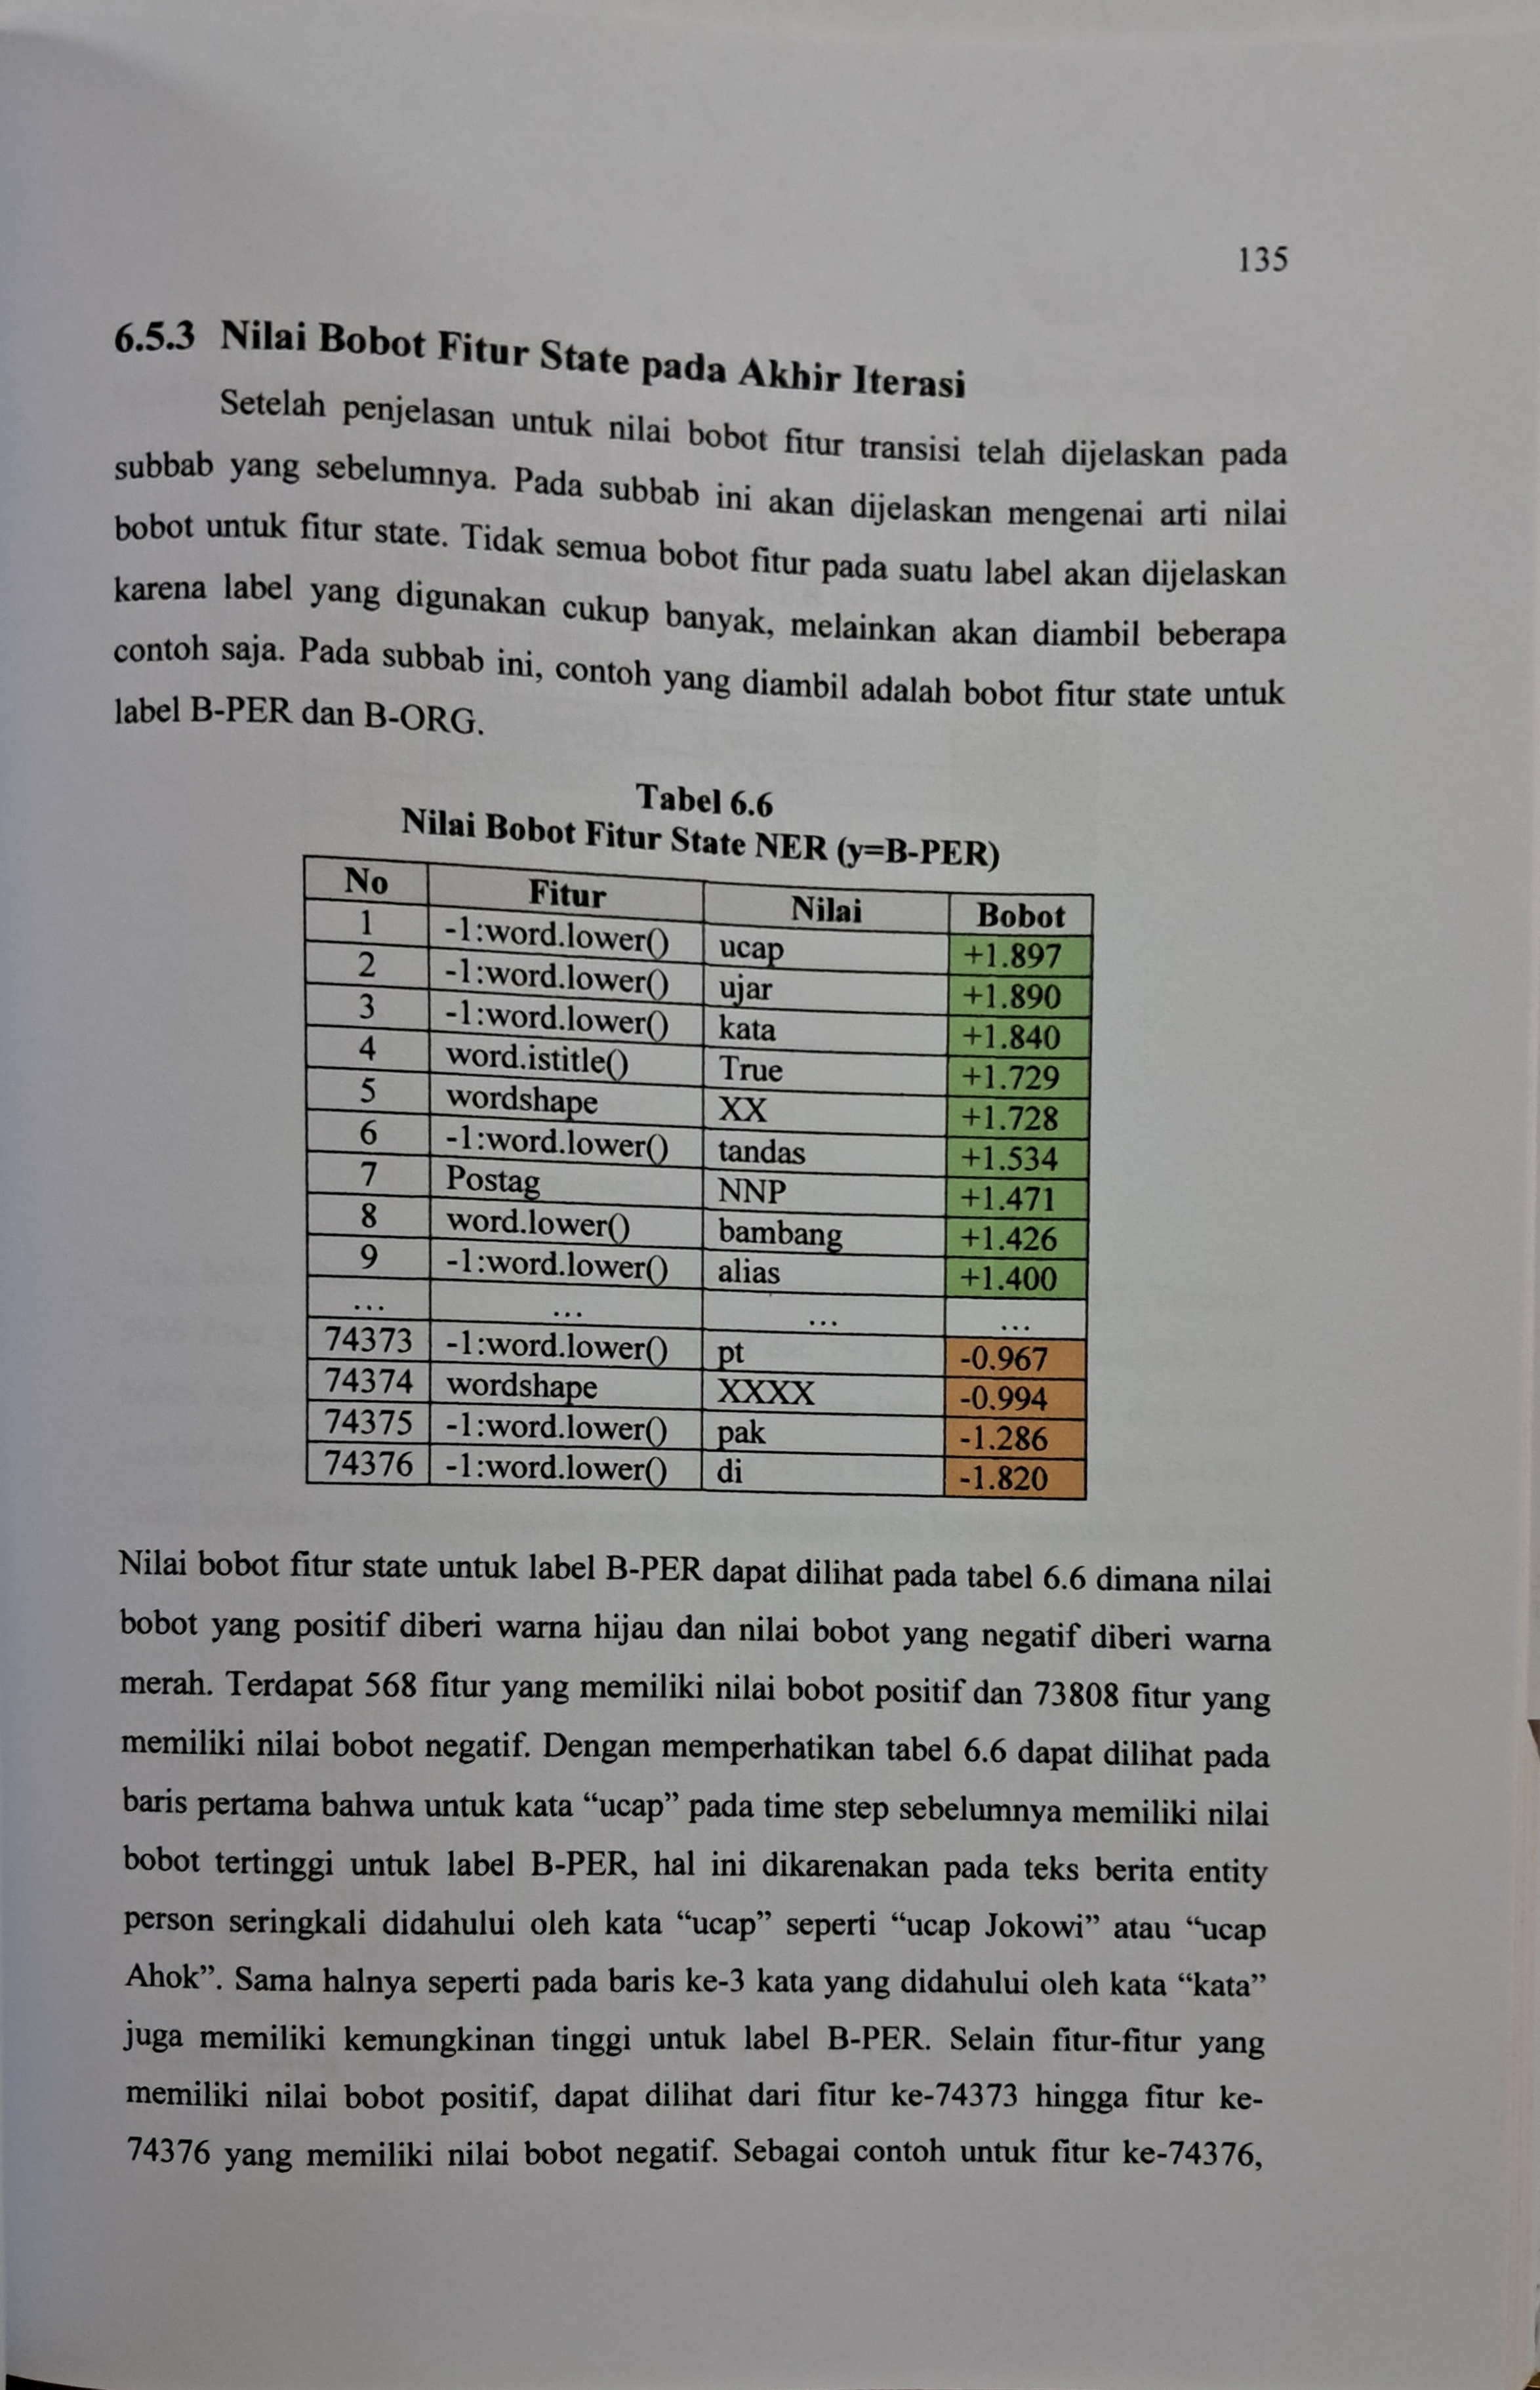 135
6.5.3 Nilai Bobot Fitur State pada Akhir Iterasi
Setelah penjelasan untuk nilai bobot fitur transisi telah dijelaskan pada
subbab yang sebelumnya. Pada subbab ini akan dijelaskan mengenai arti nilai
bobot untuk fitur state. Tidak semua bobot fitur pada suatu label akan dijelaskan
karena label yang digunakan cukup banyak, melainkan akan diambil beberapa
contoh saja. Pada subbab ini, contoh yang diambil adalah bobot fitur state untuk
label B-PER dan B-ORG.
Tabel 6.6
Nilai Bobot Fitur State NER (y=B-PER)
No Fitur Nilai Bobot
1 -1:word.lower() ucap +1.897
2 -1:word.lower() ujar +1.890
3 -1:word.lower() kata +1.840
4 word.istitle() True +1.729
5 wordshape XX +1.728
6 -1:word.lower() tandas +1.534
7 Postag NNP +1.471
8 word.lower() bambang +1.426
9 -1:word.lower() alias +1.400
... ... ... ...
74373 -1:word.lower() pt -0.967
74374 wordshape XXXX -0.994
74375 -1:word.lower() pak -1.286
74376 -1:word.lower() di -1.820
Nilai bobot fitur state untuk label B-PER dapat dilihat pada tabel 6.6 dimana nilai
bobot yang positif diberi warna hijau dan nilai bobot yang negatif diberi warna
merah. Terdapat 568 fitur yang memiliki nilai bobot positif dan 73808 fitur yang
memiliki nilai bobot negatif. Dengan memperhatikan tabel 6.6 dapat dilihat pada
baris pertama bahwa untuk kata “ucap” pada time step sebelumnya memiliki nilai
bobot tertinggi untuk label B-PER, hal ini dikarenakan pada teks berita entity
person seringkali didahului oleh kata “ucap” seperti “ucap Jokowi” atau “ucap
Ahok”. Sama halnya seperti pada baris ke-3 kata yang didahului oleh kata “kata”
juga memiliki kemungkinan tinggi untuk label B-PER. Selain fitur-fitur yang
memiliki nilai bobot positif, dapat dilihat dari fitur ke-74373 hingga fitur ke-
74376 yang memiliki nilai bobot negatif. Sebagai contoh untuk fitur ke-74376,